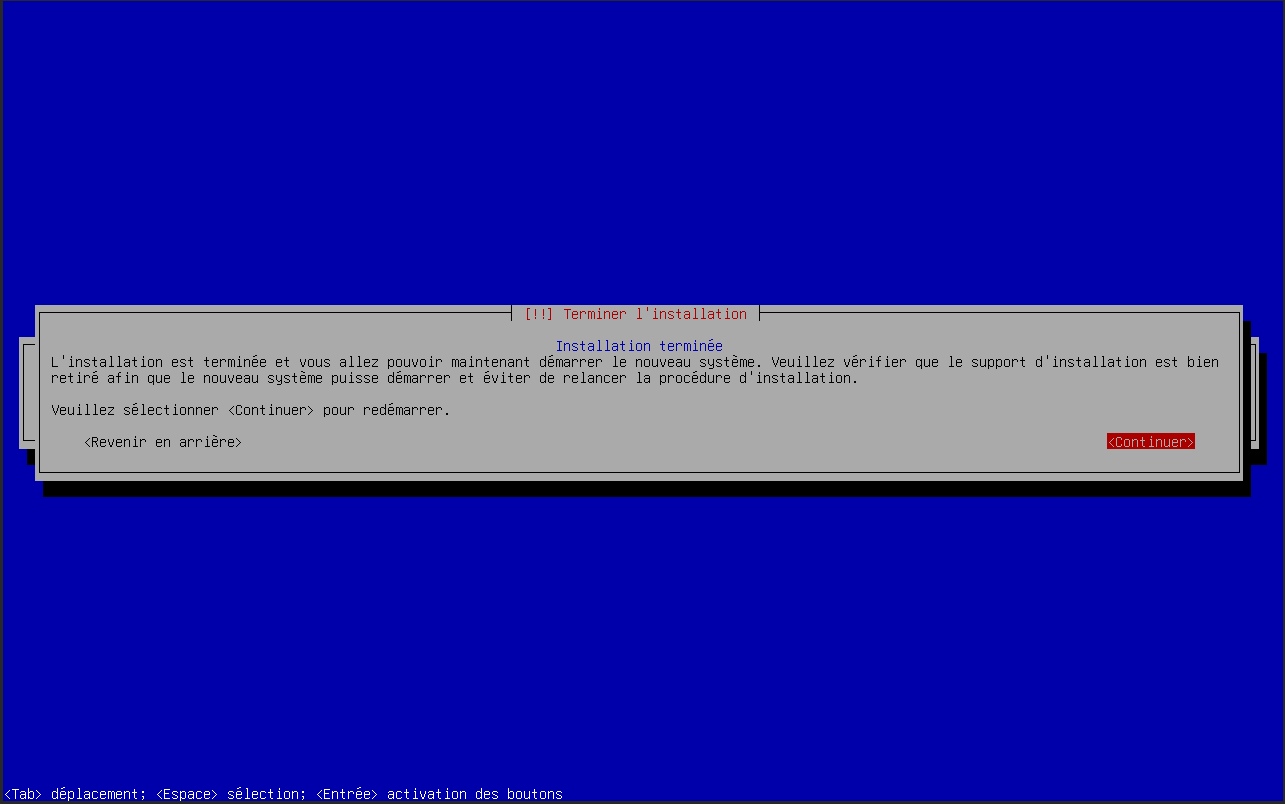 [!!] Terminer l'installation
Installation terminée
L'installation est terminée et vous allez pouvoir maintenant démarrer le nouveau système. Veuillez vérifier que le support d'installation est bien
retiré afin que le nouveau système puisse démarrer et éviter de relancer la procédure d'installation.
Veuillez sélectionner <Continuer> pour redémarrer.
<Revenir en arrière> <Continuer>
<Tab> déplacement; <Espace> sélection; <Entrée> activation des boutons